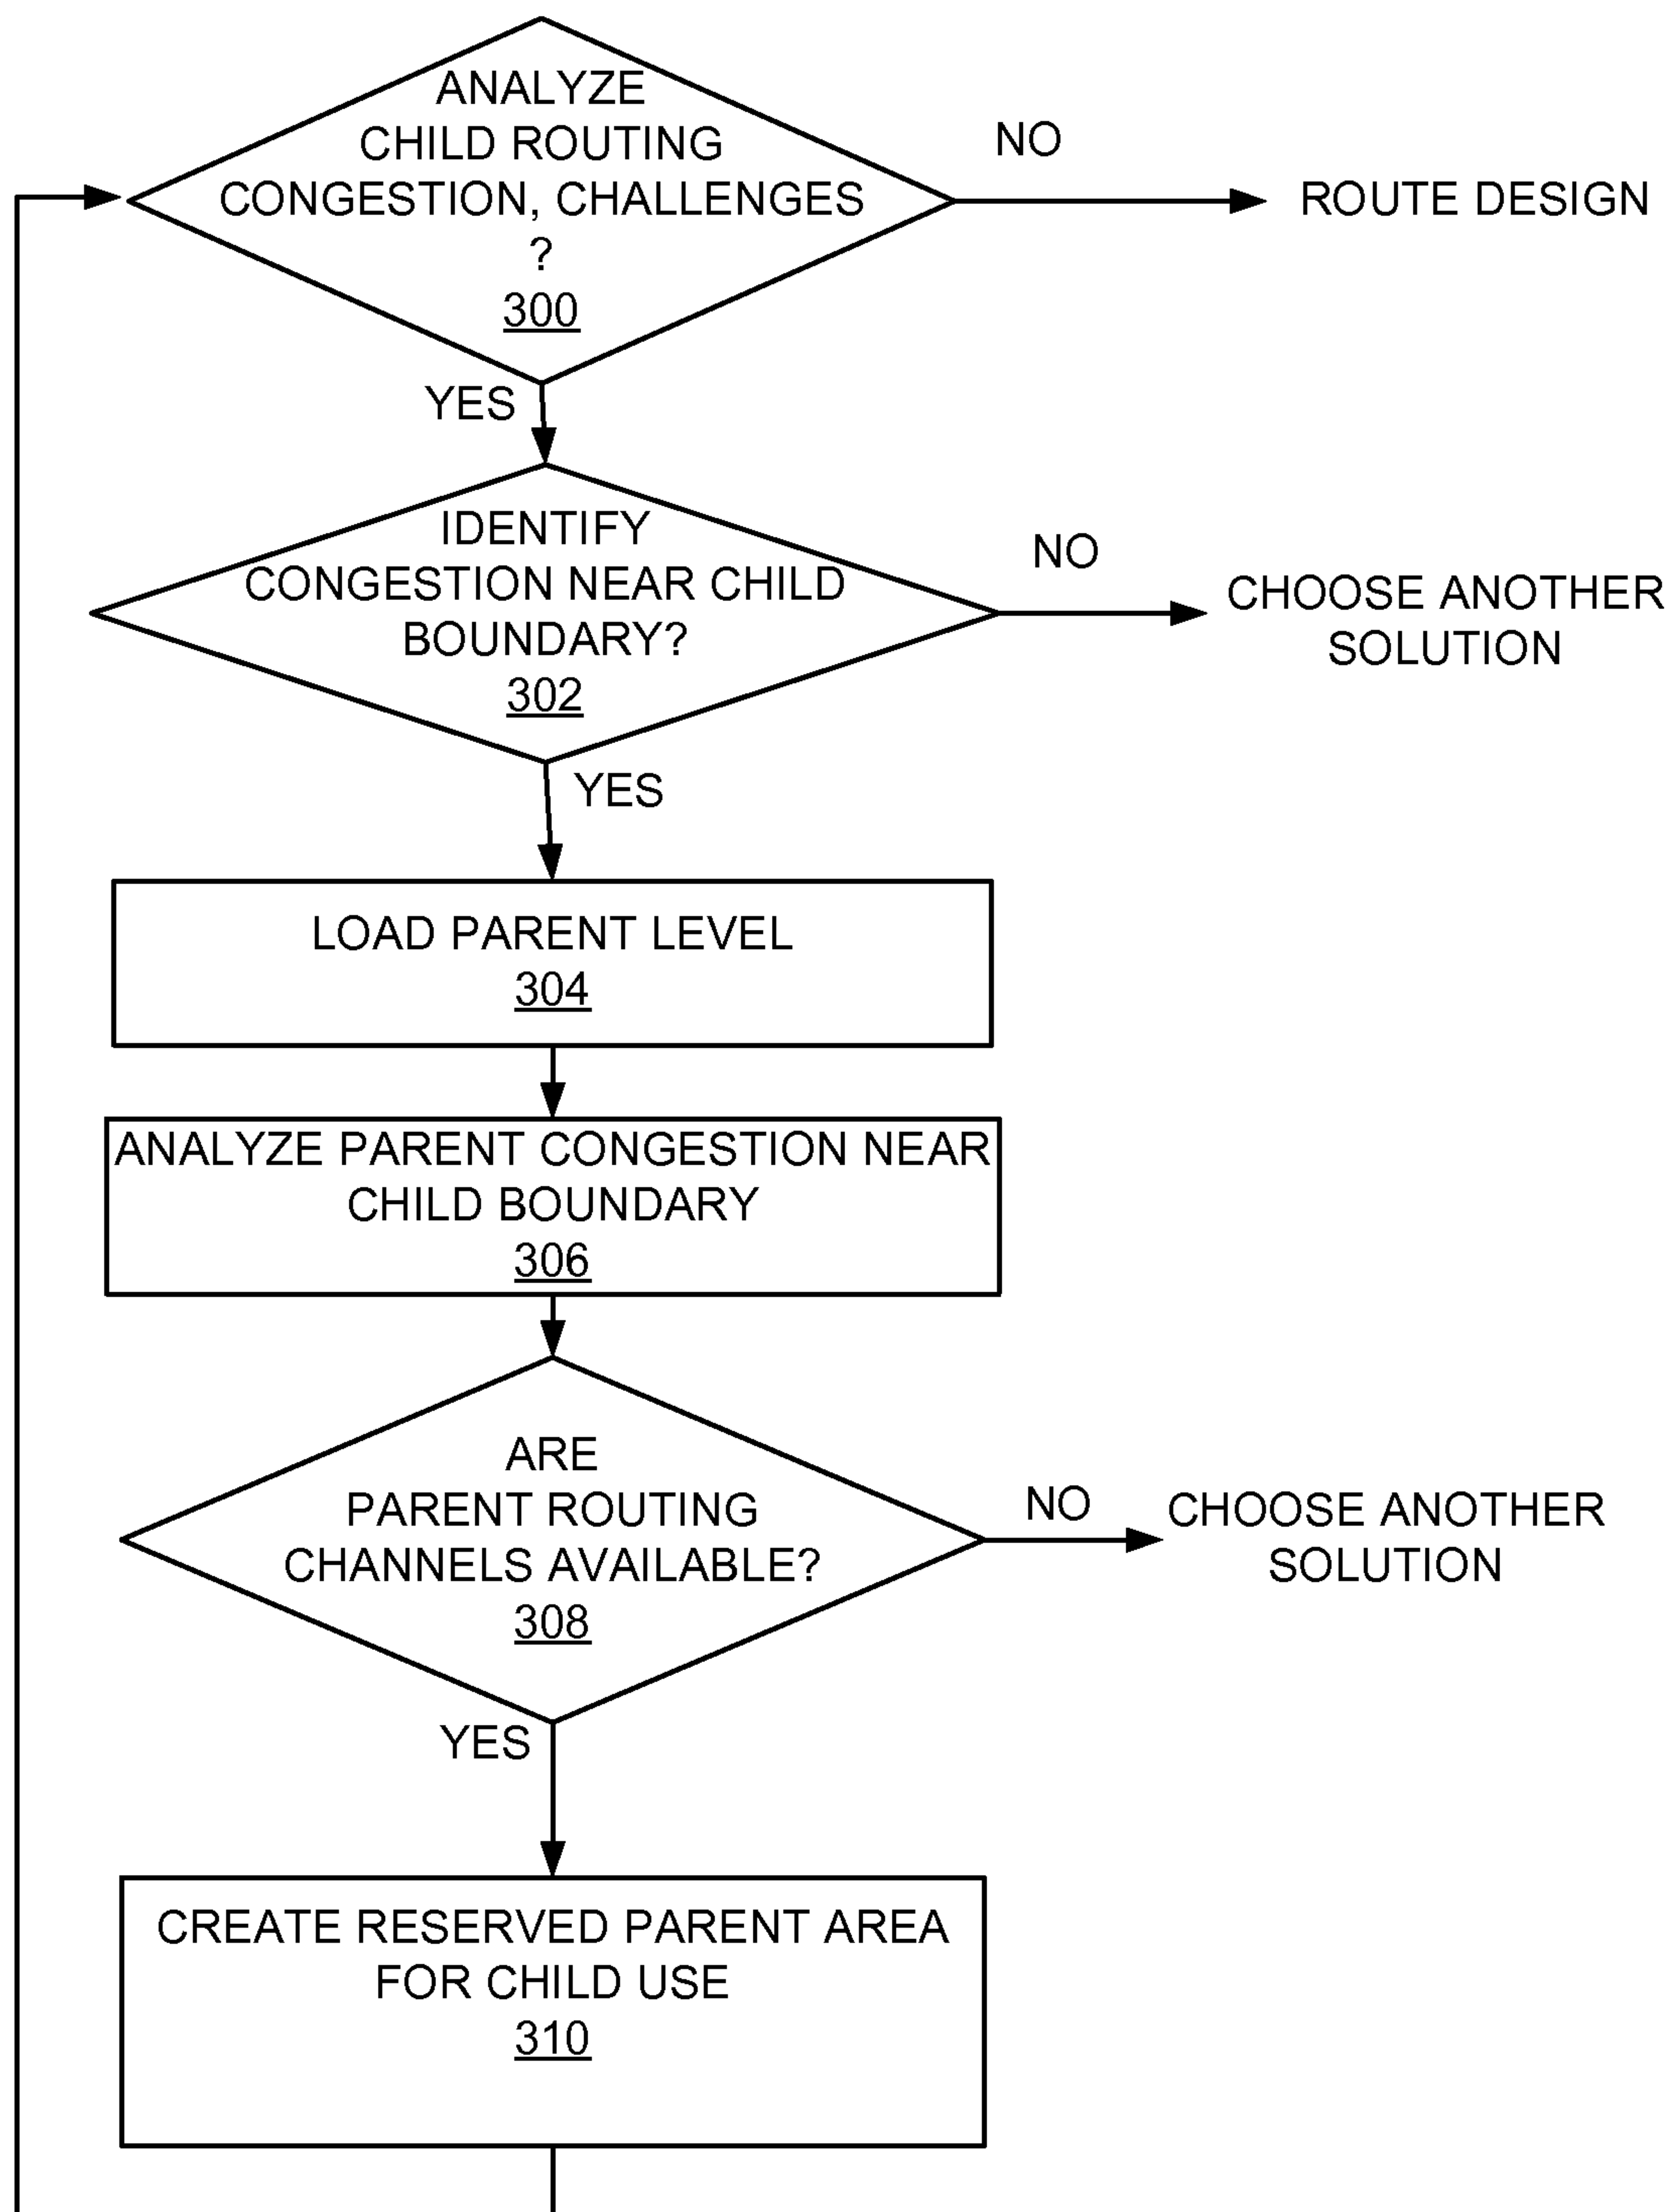 ANALYZE
CHILD ROUTING
CONGESTION, CHALLENGES
?
300
NO
ROUTE DESIGN
YES
IDENTIFY
CONGESTION NEAR CHILD
BOUNDARY?
302
NO
CHOOSE ANOTHER
SOLUTION
YES
LOAD PARENT LEVEL
304
ANALYZE PARENT CONGESTION NEAR
CHILD BOUNDARY
306
ARE
PARENT ROUTING
CHANNELS AVAILABLE?
308
NO
CHOOSE ANOTHER
SOLUTION
YES
CREATE RESERVED PARENT AREA
FOR CHILD USE
310